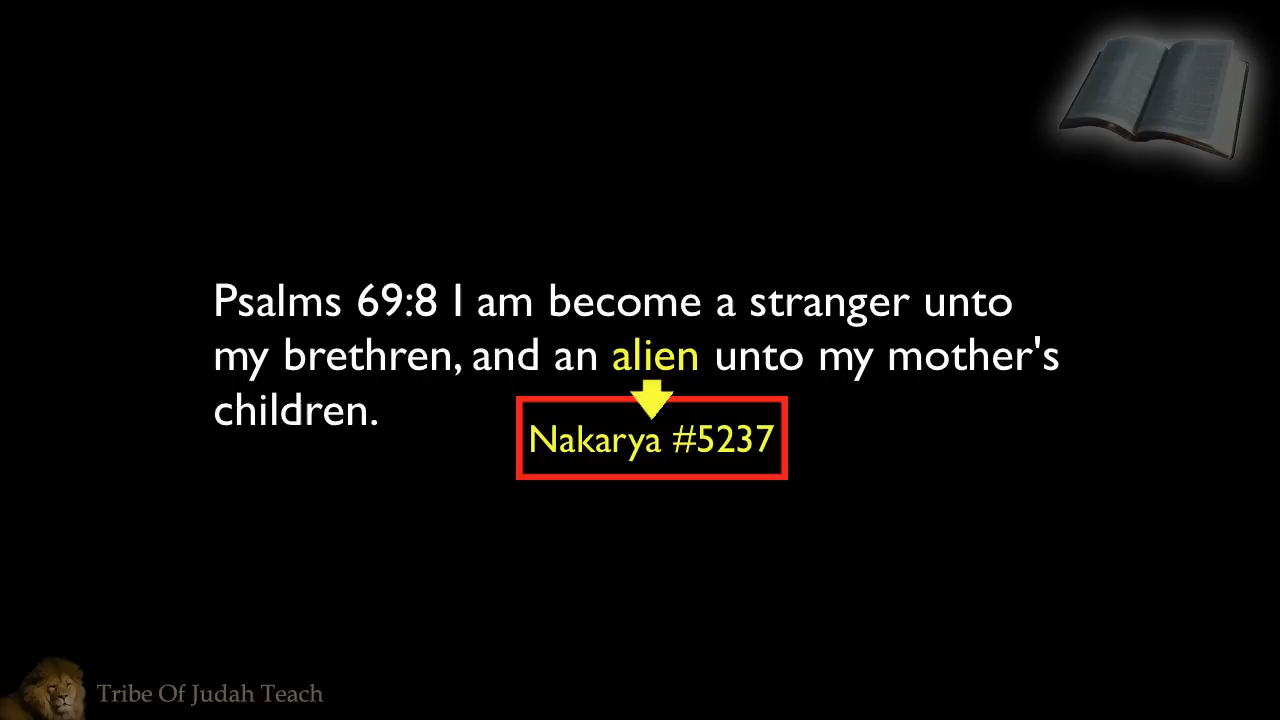 Psalms 69:8 I am become a stranger unto
my brethren, and an alien unto my mother's
children.
Nakarya #5237
Tribe Of Judah Teach